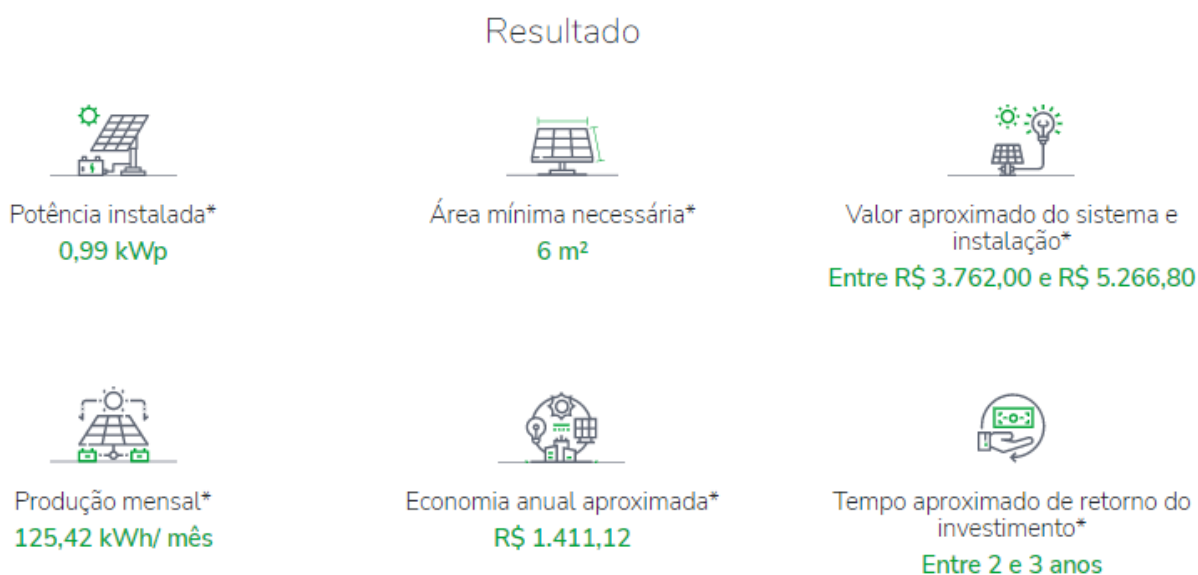 Resultado
Potência instalada*
0,99 kWp
Área mínima necessária*
6 m²
Valor aproximado do sistema e
instalação*
Entre R$ 3.762,00 e R$ 5.266,80
Produção mensal*
125,42 kWh/ mês
Economia anual aproximada*
R$ 1.411,12
Tempo aproximado de retorno do
investimento*
Entre 2 e 3 anos